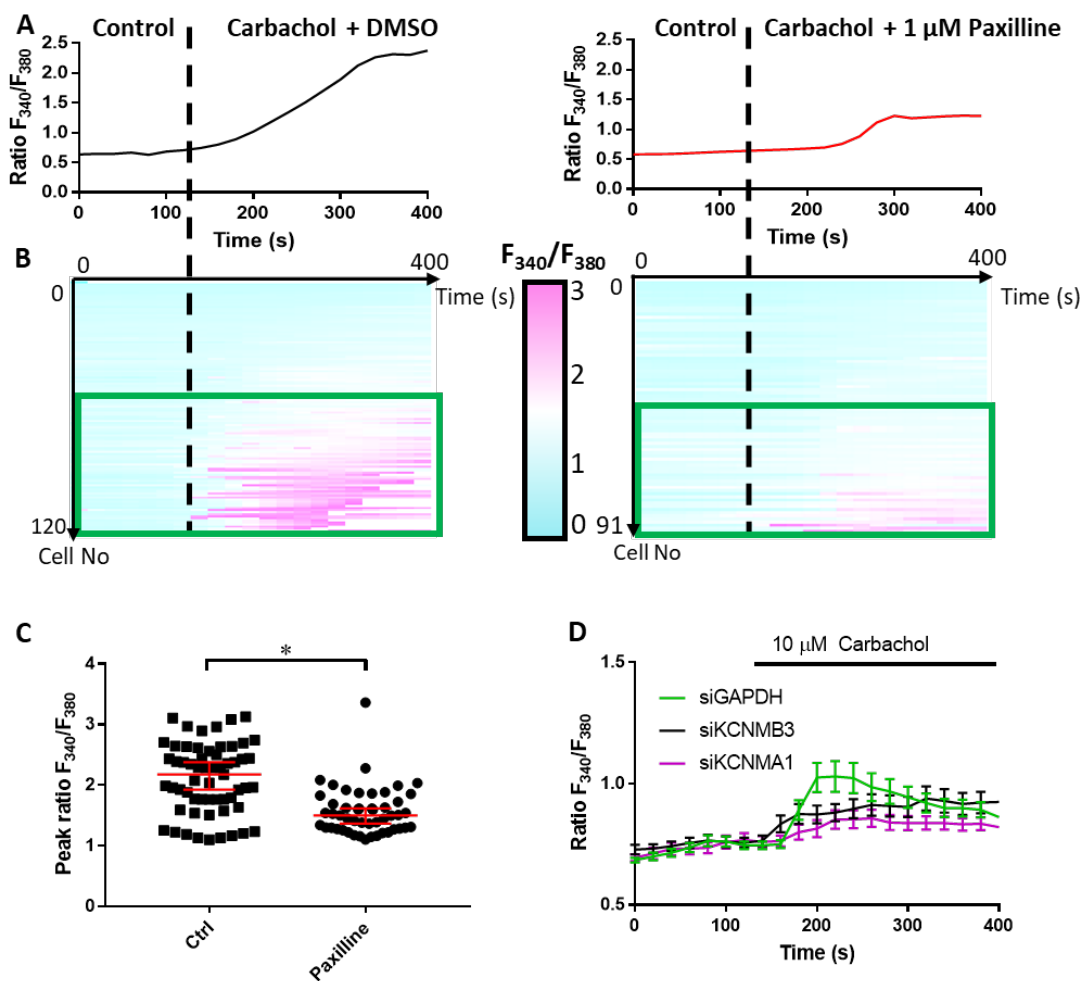 A
Control
Carbachol + DMSO
Ratio F340/F380
2.5
2.0
1.5
1.0
0.5
0.0
0
100
200
300
400
Time (s)
Control
Carbachol + 1 µM Paxilline
Ratio F340/F380
2.5
2.0
1.5
1.0
0.5
0.0
0
100
200
300
400
Time (s)
B
0
400
Time (s)
0
120
Cell No
F340/F380
3
2
1
0
0
400
Time (s)
0
91
Cell No
C
Peak ratio F340/F380
4
3
2
1
0
*
Ctrl
Paxilline
D
10 µM Carbachol
Ratio F340/F380
1.5
1.0
0.5
siGAPDH
siKCNMB3
siKCNMA1
0
100
200
300
400
Time (s)